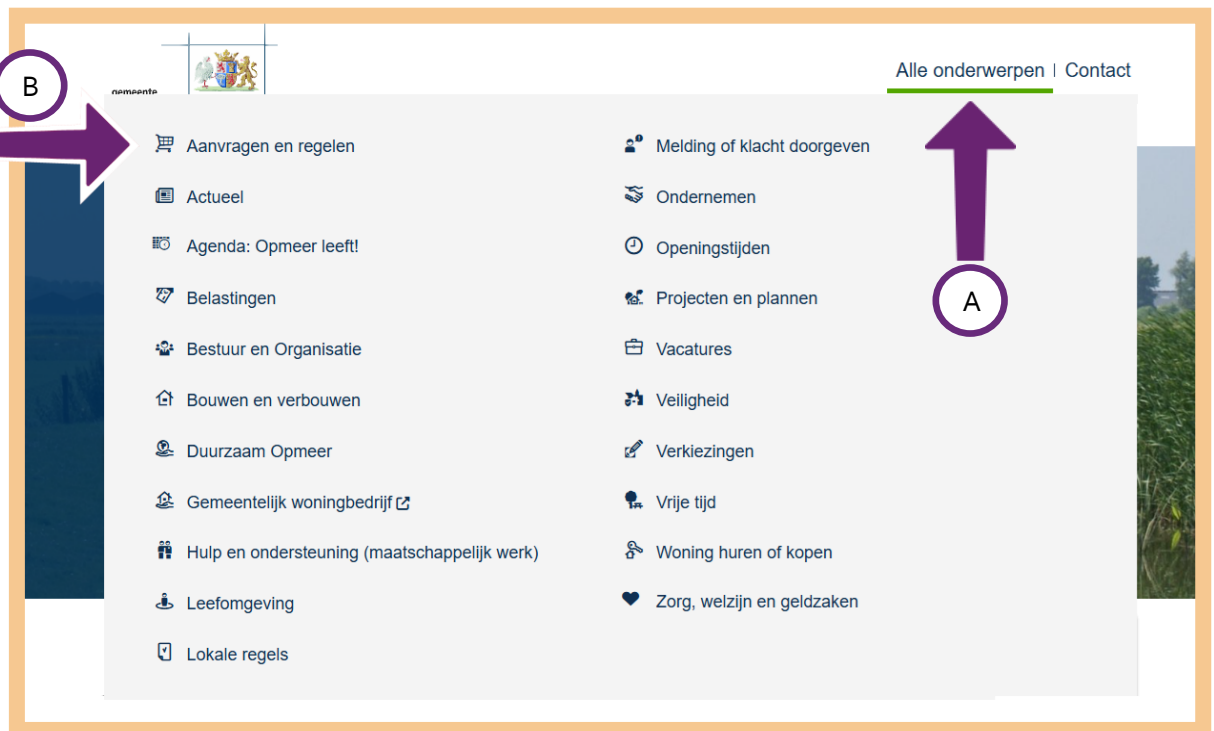 Alle onderwerpen | Contact
B
gemeente
Aanvragen en regelen
Actueel
Agenda: Opmeer leeft!
Belastingen
Bestuur en Organisatie
Bouwen en verbouwen
Duurzaam Opmeer
Gemeentelijk woningbedrijf
Hulp en ondersteuning (maatschappelijk werk)
Leefomgeving
Lokale regels
Melding of klacht doorgeven
Ondernemen
Openingstijden
Projecten en plannen
Vacatures
Veiligheid
Verkiezingen
Vrije tijd
Woning huren of kopen
Zorg, welzijn en geldzaken
A